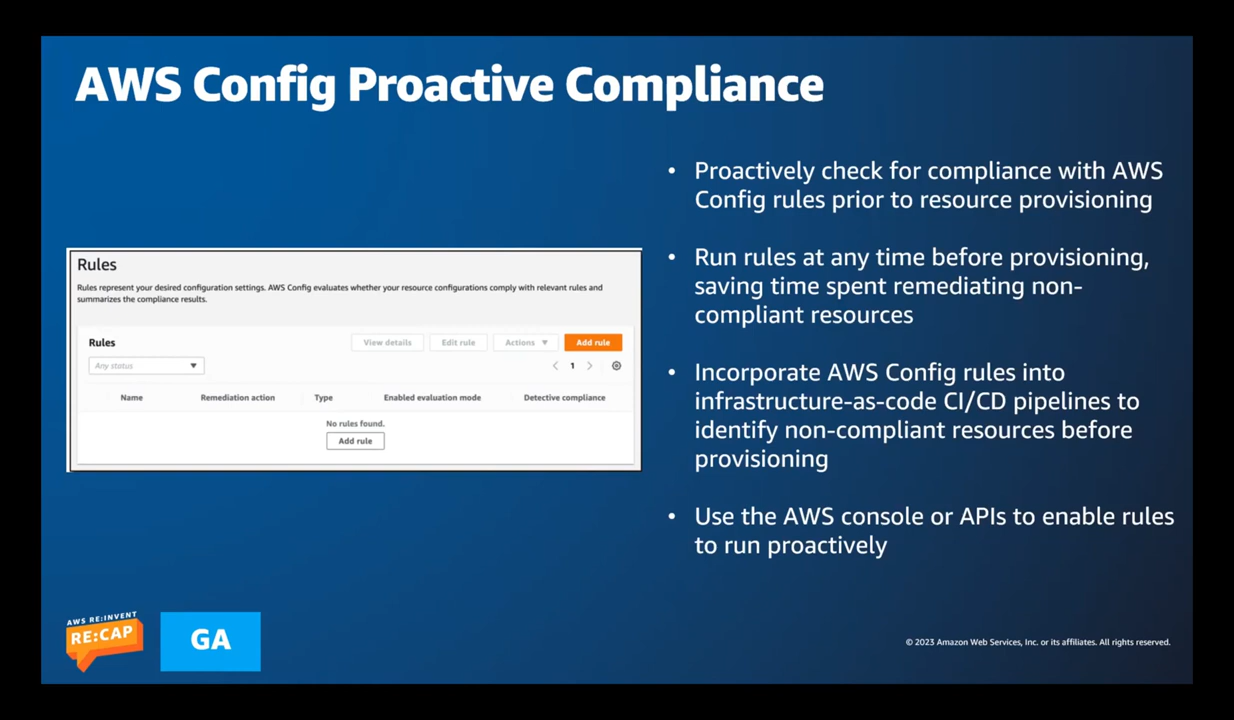 AWS Config Proactive Compliance
• Proactively check for compliance with AWS
Config rules prior to resource provisioning
• Run rules at any time before provisioning,
saving time spent remediating non-
compliant resources
• Incorporate AWS Config rules into
infrastructure-as-code CI/CD pipelines to
identify non-compliant resources before
provisioning
• Use the AWS console or APIs to enable rules
to run proactively
Rules
Rules represent your desired configuration settings. AWS Config evaluates whether your resource configurations comply with relevant rules and
summarizes the compliance results.
Rules View details Edit rule Actions Add rule
Any status 1
Name Remediation action Type Enabled evaluation mode Detective compliance
No rules found.
Add rule
AWS RE:INVENT
RE:CAP
GA
© 2023 Amazon Web Services, Inc. or its affiliates. All rights reserved.